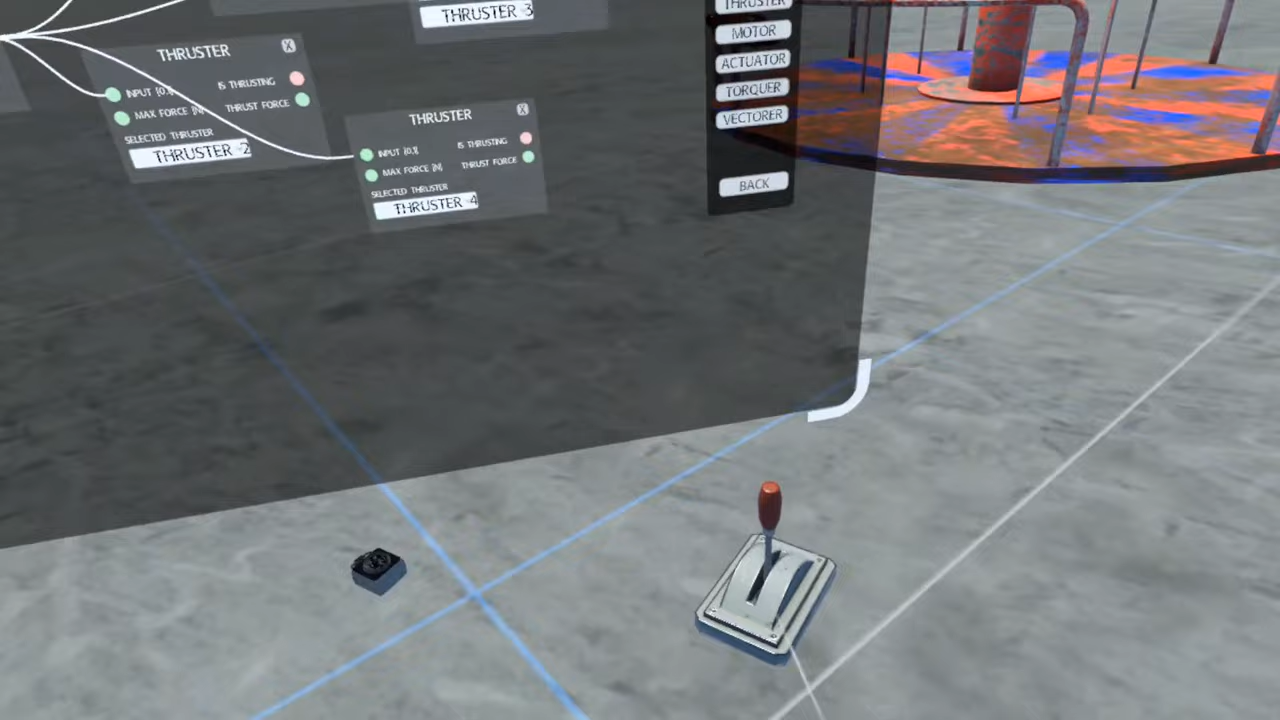 THRUSTER -3
THRUSTER
X
INPUT [0,1]
IS THRUSTING
MAX FORCE [N]
THRUST FORCE
SELECTED THRUSTER
THRUSTER -2
THRUSTER
X
INPUT [0,1]
IS THRUSTING
MAX FORCE [N]
THRUST FORCE
SELECTED THRUSTER
THRUSTER -4
THRUSTER
MOTOR
ACTUATOR
TORQUER
VECTORER
BACK